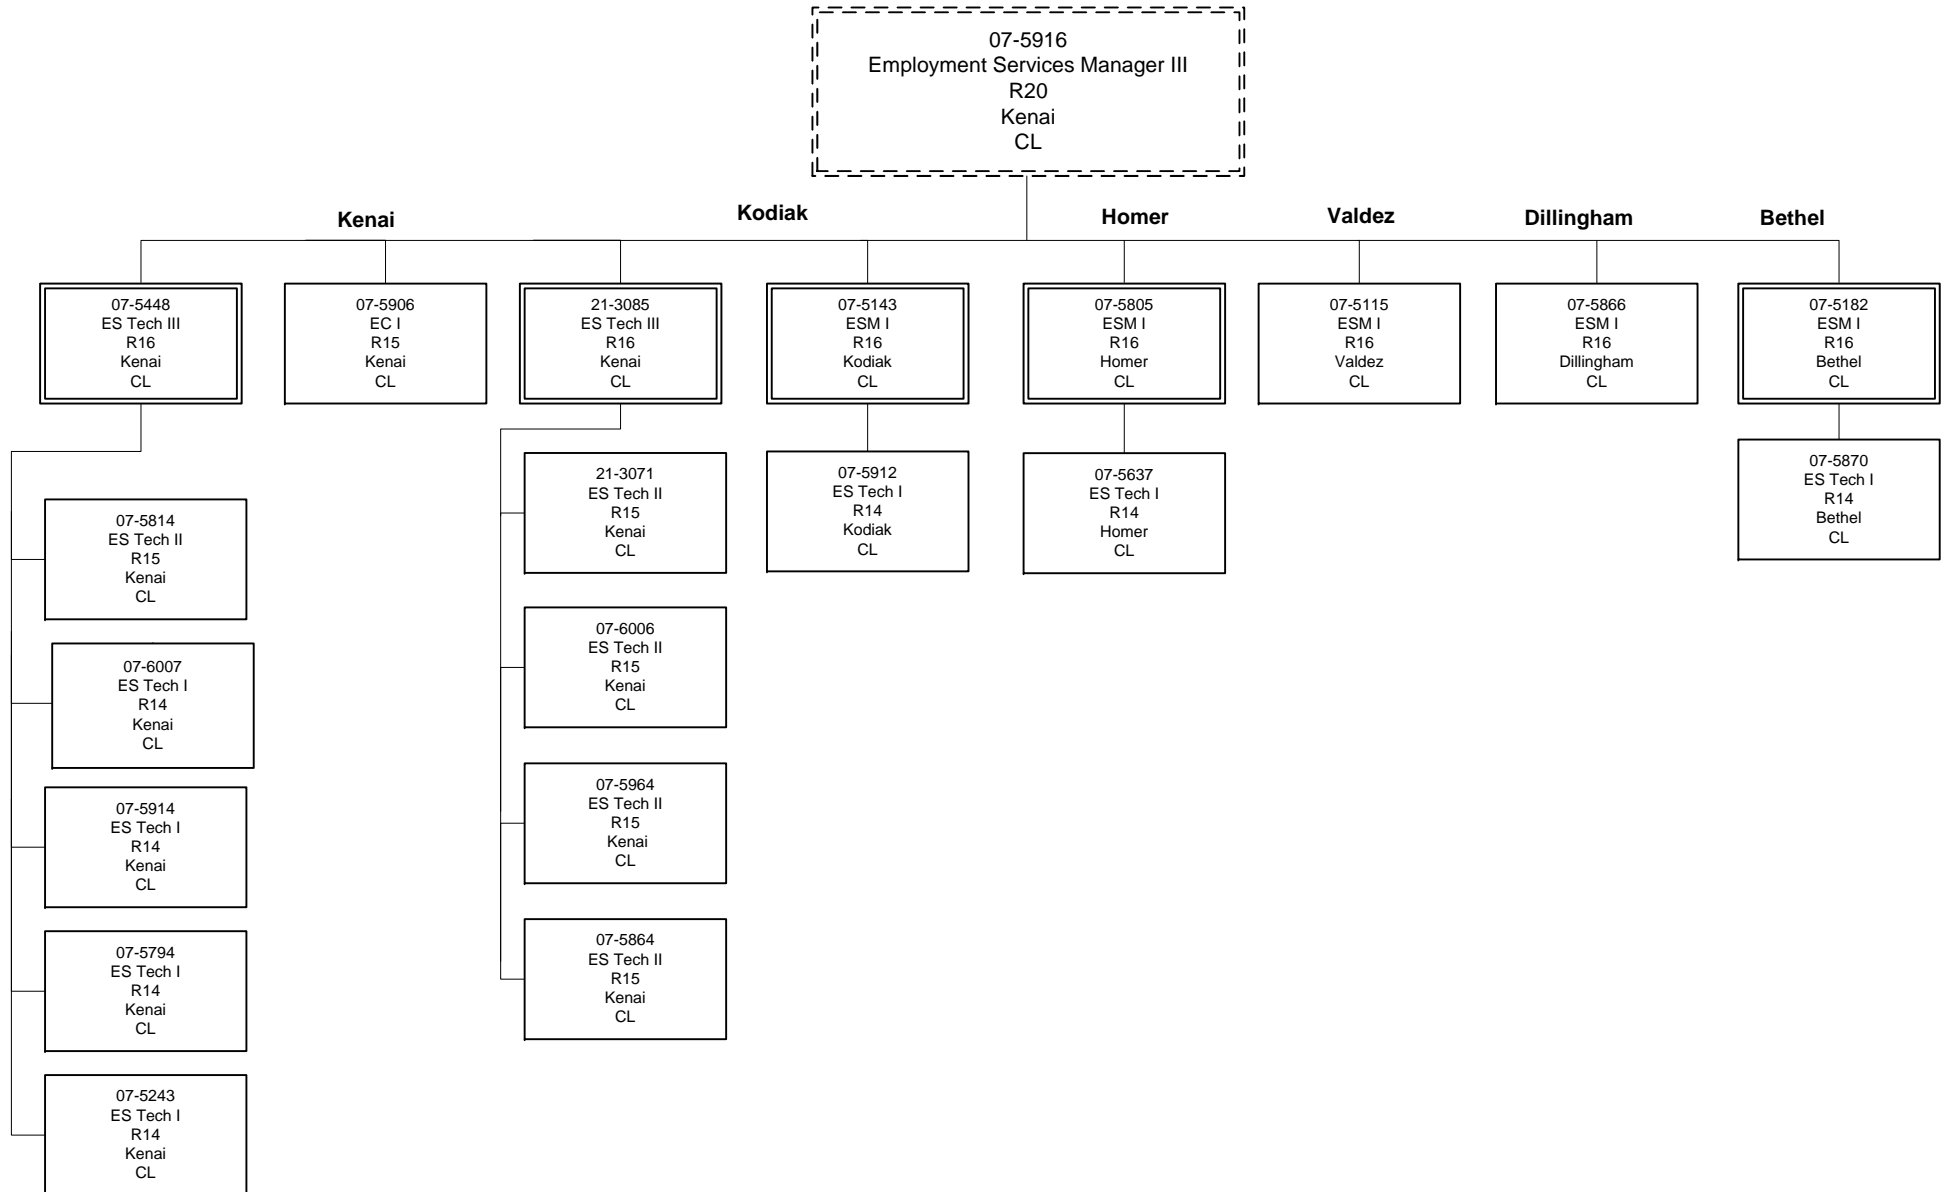 07-5916
Employment Services Manager III
R20
Kenai
CL
Kenai
Kodiak
Homer
Valdez
Dillingham
Bethel
07-5448
ES Tech III
R16
Kenai
CL
07-5906
EC I
R15
Kenai
CL
21-3085
ES Tech III
R16
Kenai
CL
07-5143
ESM I
R16
Kodiak
CL
07-5805
ESM I
R16
Homer
CL
07-5115
ESM I
R16
Valdez
CL
07-5866
ESM I
R16
Dillingham
CL
07-5182
ESM I
R16
Bethel
CL
07-5814
ES Tech II
R15
Kenai
CL
07-6007
ES Tech I
R14
Kenai
CL
07-5914
ES Tech I
R14
Kenai
CL
07-5794
ES Tech I
R14
Kenai
CL
07-5243
ES Tech I
R14
Kenai
CL
21-3071
ES Tech II
R15
Kenai
CL
07-6006
ES Tech II
R15
Kenai
CL
07-5964
ES Tech II
R15
Kenai
CL
07-5864
ES Tech II
R15
Kenai
CL
07-5912
ES Tech I
R14
Kodiak
CL
07-5637
ES Tech I
R14
Homer
CL
07-5870
ES Tech I
R14
Bethel
CL